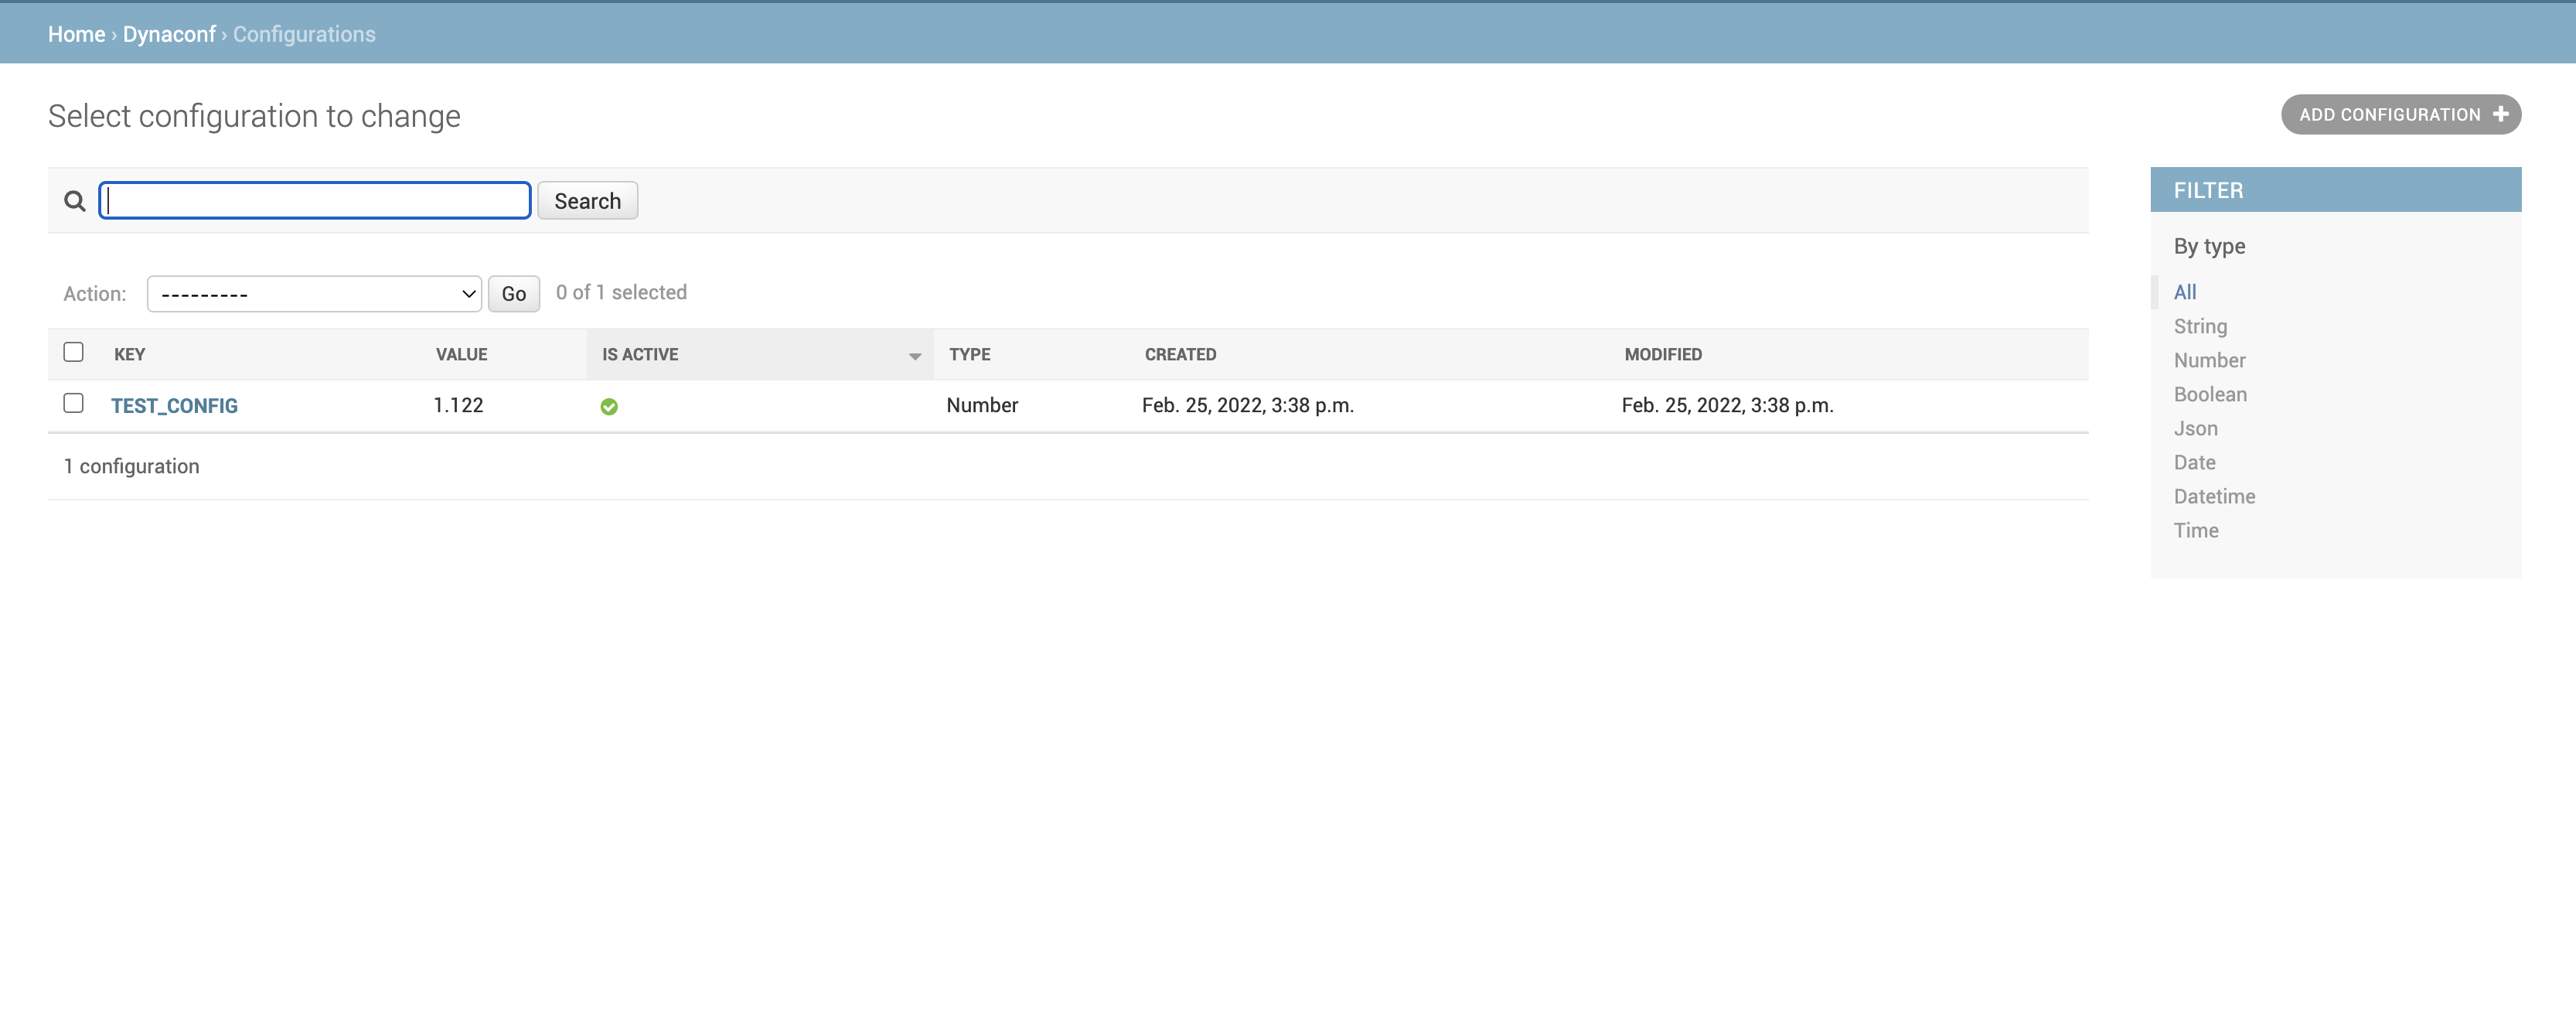 Home › Dynaconf › Configurations
Select configuration to change
ADD CONFIGURATION
Search
FILTER
By type
All
String
Number
Boolean
Json
Date
Datetime
Time
Action: --------- Go 0 of 1 selected
KEY VALUE IS ACTIVE TYPE CREATED MODIFIED
TEST_CONFIG 1.122 Number Feb. 25, 2022, 3:38 p.m. Feb. 25, 2022, 3:38 p.m.
1 configuration